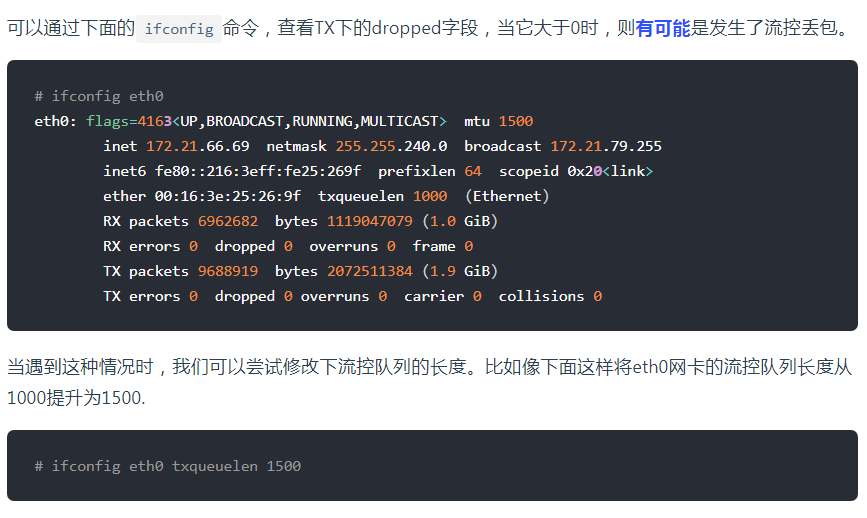 可以通过下面的 ifconfig 命令，查看TX下的dropped字段，当它大于0时，则有可能是发生了流控丢包。
# ifconfig eth0
eth0: flags=4163<UP,BROADCAST,RUNNING,MULTICAST>  mtu 1500
        inet 172.21.66.69  netmask 255.255.240.0  broadcast 172.21.79.255
        inet6 fe80::216:3eff:fe25:269f  prefixlen 64  scopeid 0x20<link>
        ether 00:16:3e:25:26:9f  txqueuelen 1000  (Ethernet)
        RX packets 6962682  bytes 1119047079 (1.0 GiB)
        RX errors 0  dropped 0  overruns 0  frame 0
        TX packets 9688919  bytes 2072511384 (1.9 GiB)
        TX errors 0  dropped 0 overruns 0  carrier 0  collisions 0
当遇到这种情况时，我们可以尝试修改下流控队列的长度。比如像下面这样将eth0网卡的流控队列长度从
1000提升为1500.
# ifconfig eth0 txqueuelen 1500